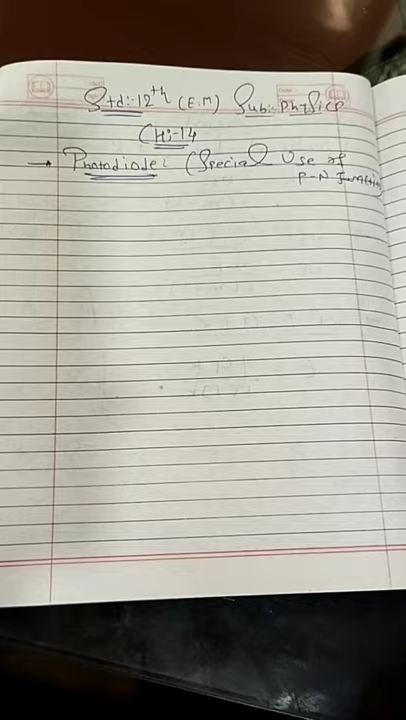 Std:-12th (E.M) Sub:- Physics
CH:-14
→ Photodiode: (Special Use of
P-N Junction